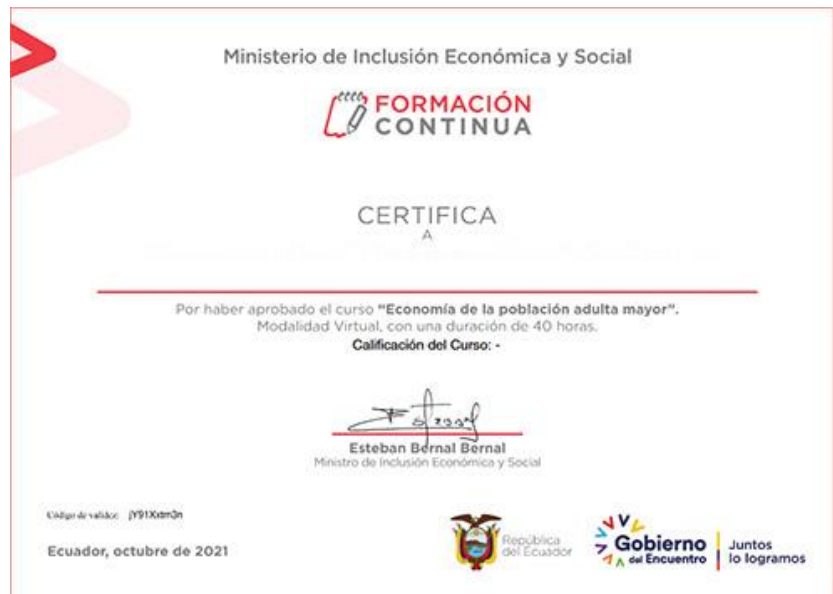 Ministerio de Inclusión Económica y Social
FORMACIÓN
CONTINUA
CERTIFICA
A
Por haber aprobado el curso "Economía de la población adulta mayor".
Modalidad Virtual, con una duración de 40 horas.
Calificación del Curso: -
Esteban Bernal Bernal
Ministro de Inclusión Económica y Social
Código de validez: jY91Xxtm3n
Ecuador, octubre de 2021
República
del Ecuador
Gobierno
del Encuentro
Juntos
lo logramos